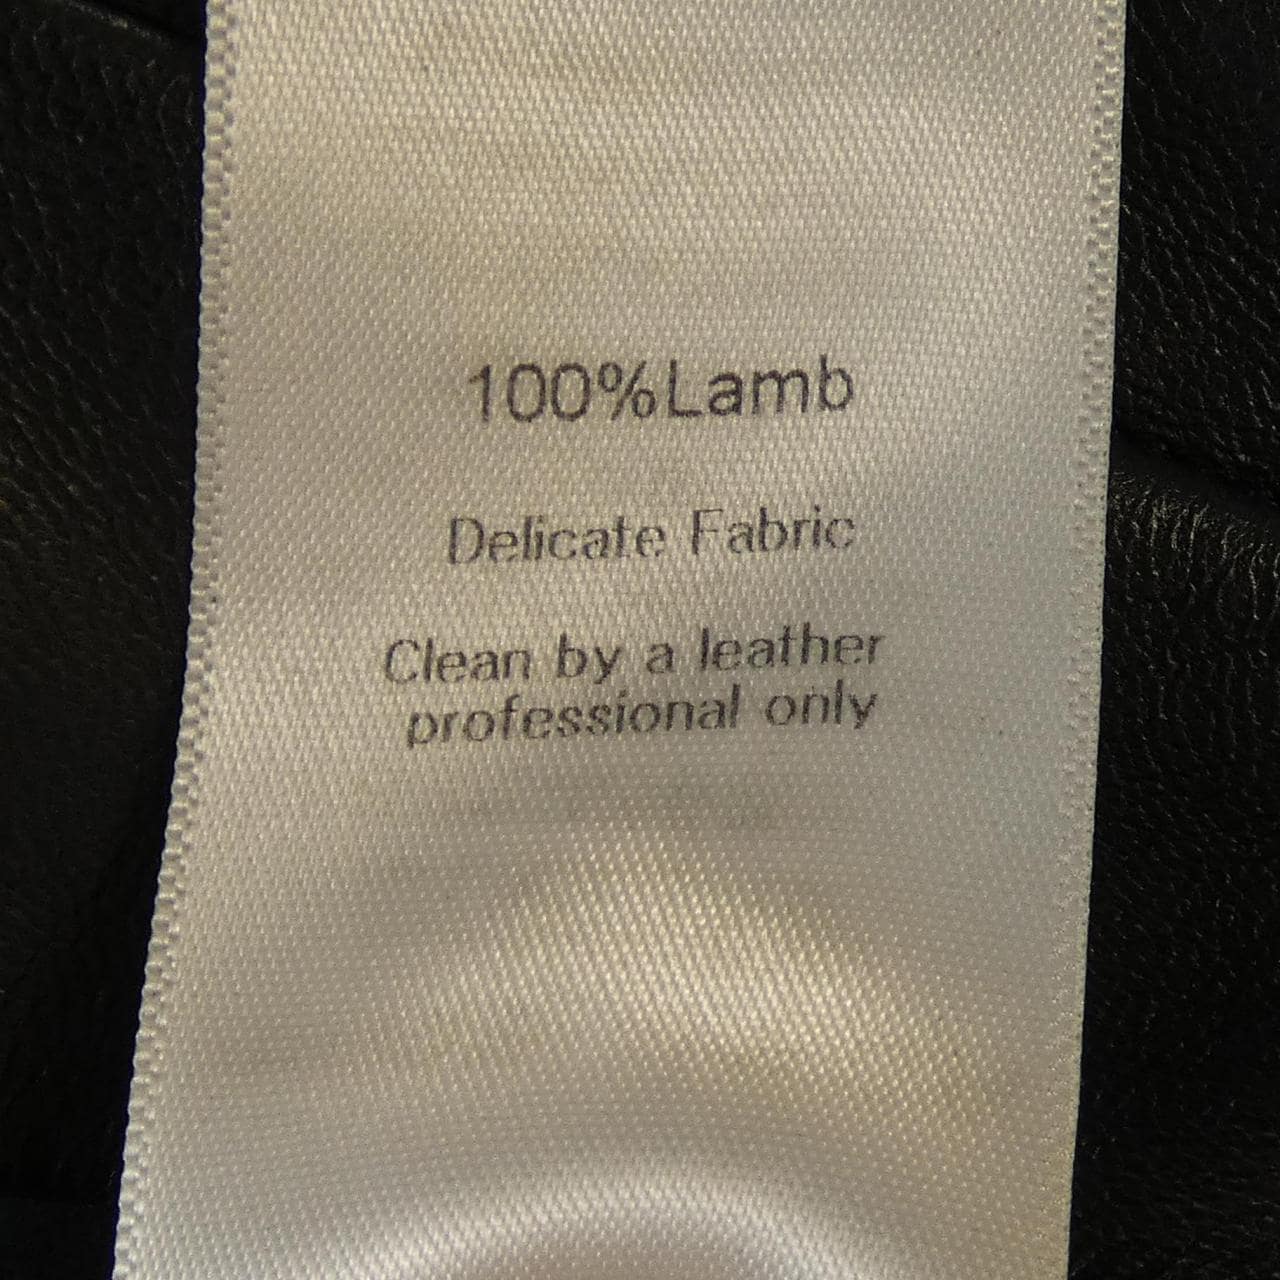 100%Lamb
Delicate Fabric
Clean by a leather
professional only